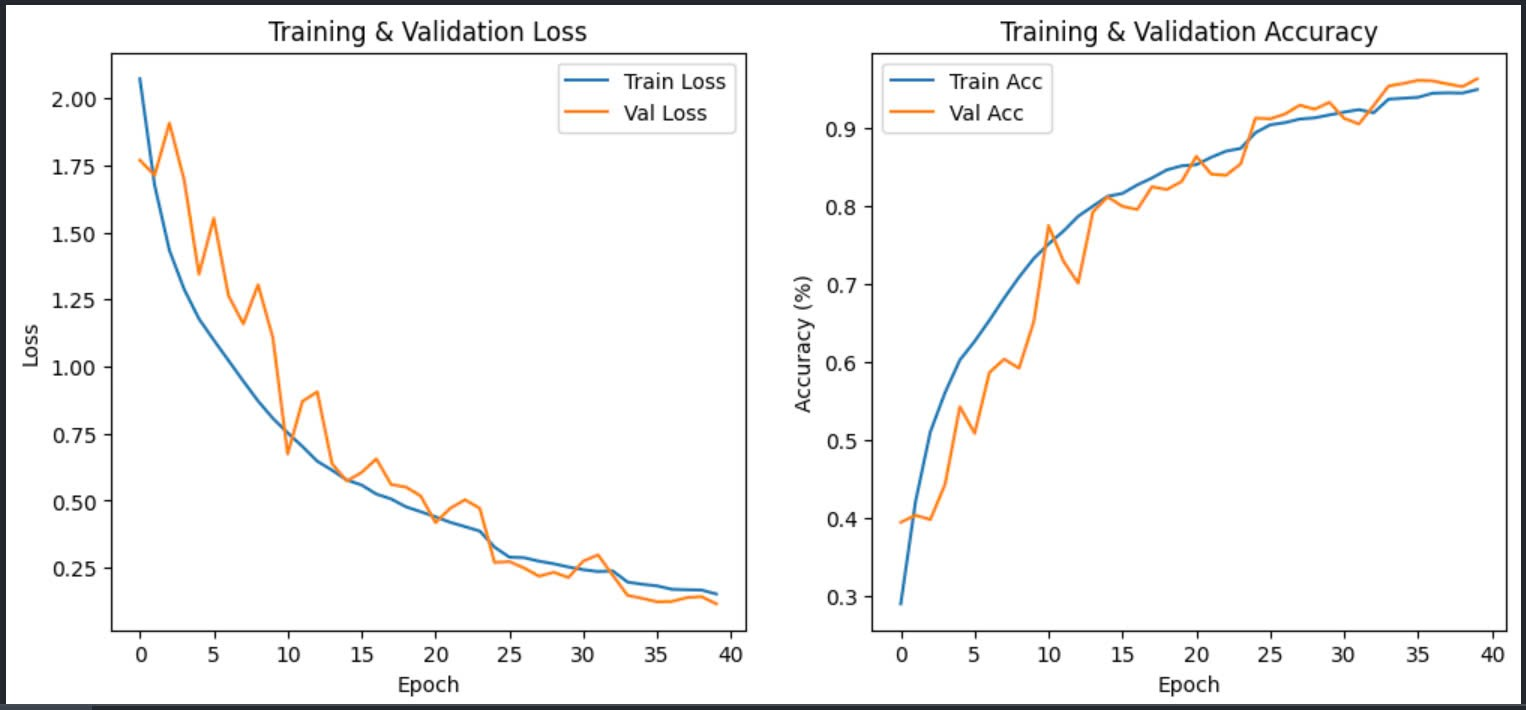 Training & Validation Loss
Train Loss
Val Loss
2.00
1.75
1.50
1.25
1.00
0.75
0.50
0.25
Loss
0 5 10 15 20 25 30 35 40
Epoch
Training & Validation Accuracy
Train Acc
Val Acc
0.9
0.8
0.7
0.6
0.5
0.4
0.3
Accuracy (%)
0 5 10 15 20 25 30 35 40
Epoch